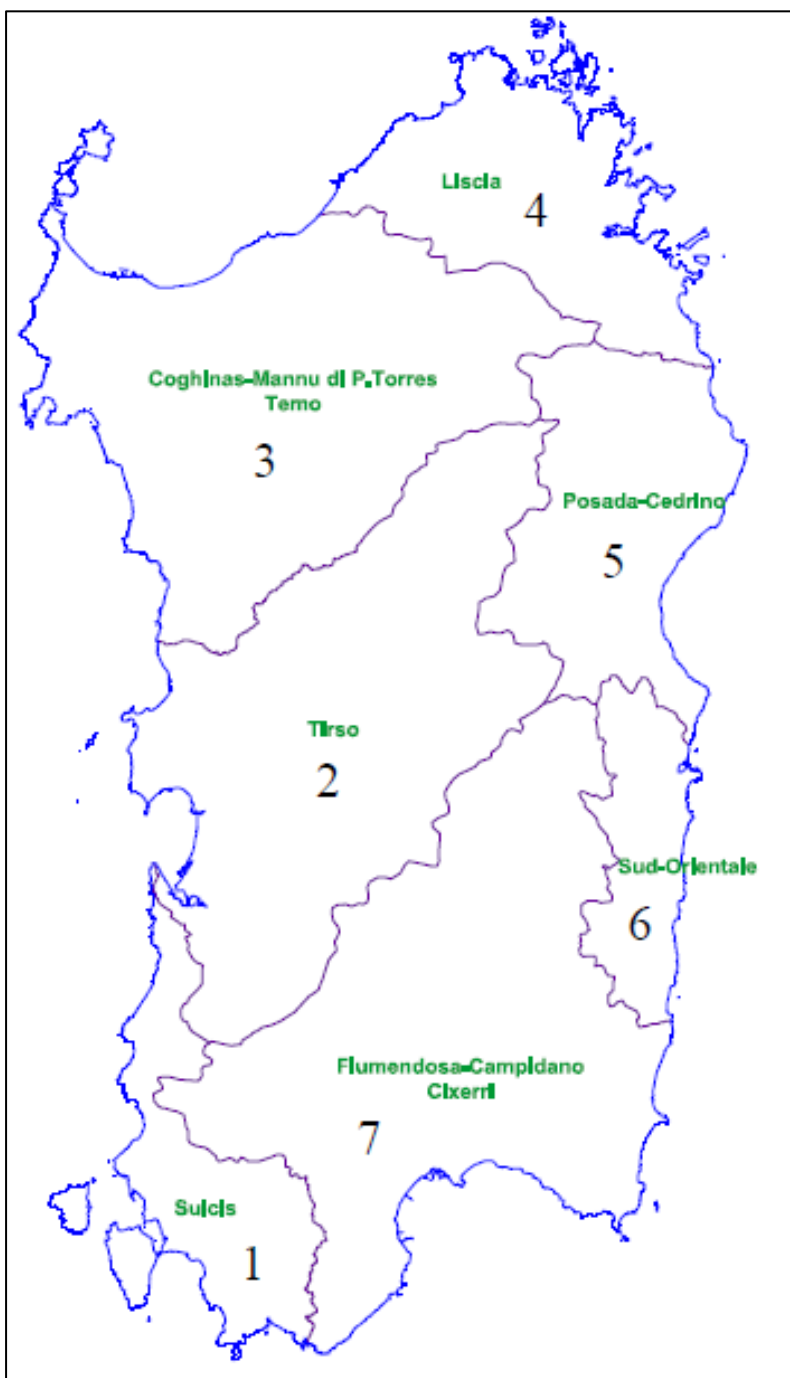 Liscia
4
Coghinas-Mannu di P.Torres
Temo
3
Posada-Cedrino
5
Tirso
2
Sud-Orientale
6
Flumendosa-Campidano
Cixerri
7
Sulcis
1